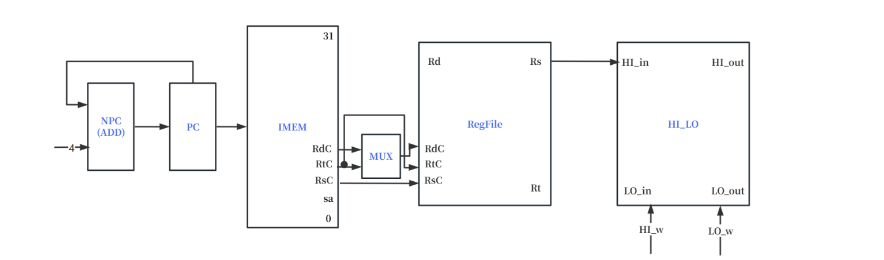 NPC
(ADD)
4
PC
31
IMEM
RdC
RtC
RsC
sa
0
MUX
Rd
Rs
RegFile
RdC
RtC
RsC
Rt
HI_in
HI_out
HI_LO
LO_in
LO_out
HI_w
LO_w